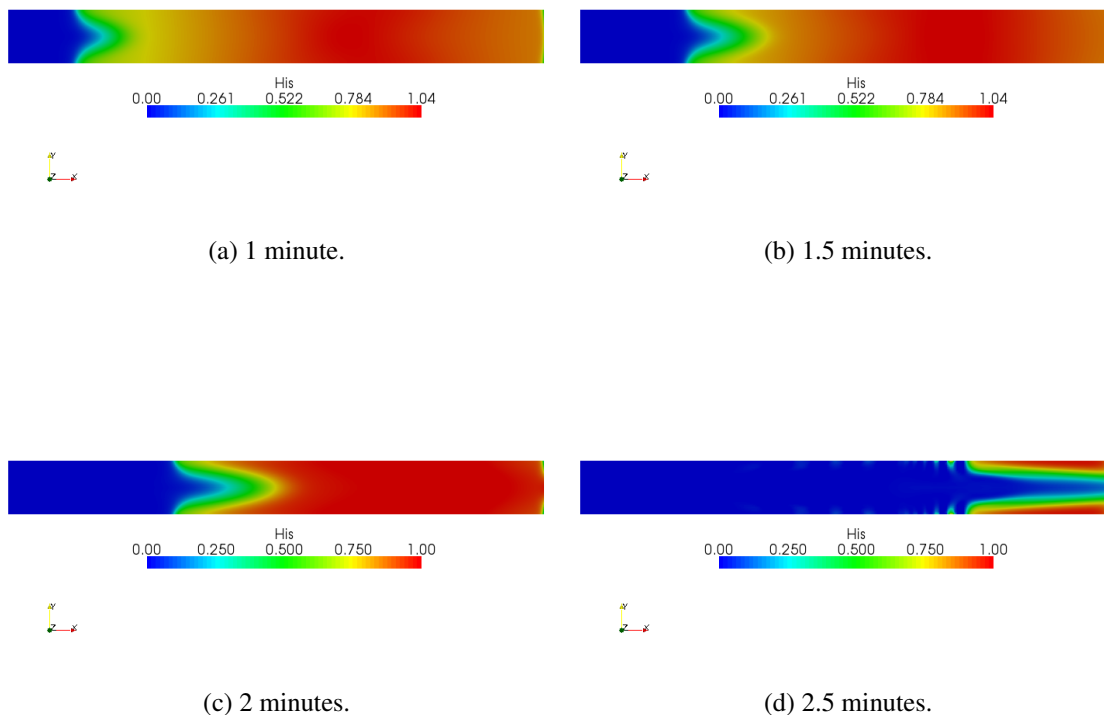 His
0.00 0.261 0.522 0.784 1.04
Y
Z X
(a) 1 minute.
His
0.00 0.261 0.522 0.784 1.04
Y
Z X
(b) 1.5 minutes.
His
0.00 0.250 0.500 0.750 1.00
Y
Z X
(c) 2 minutes.
His
0.00 0.250 0.500 0.750 1.00
Y
Z X
(d) 2.5 minutes.